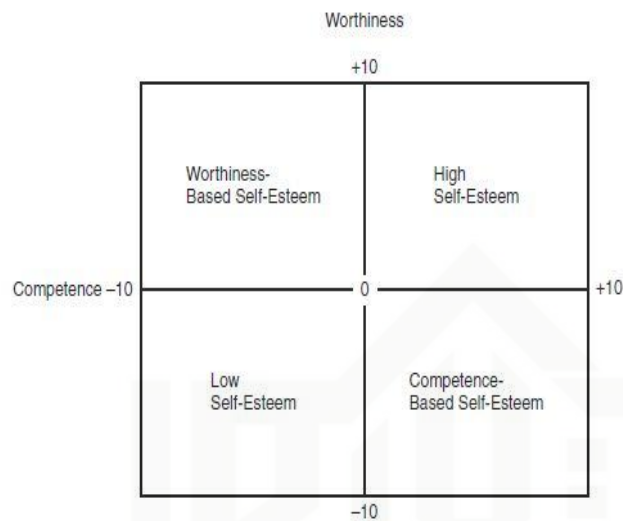 Worthiness
+10
Worthiness-
Based Self-Esteem
High
Self-Esteem
Competence –10
0
+10
Low
Self-Esteem
Competence-
Based Self-Esteem
–10